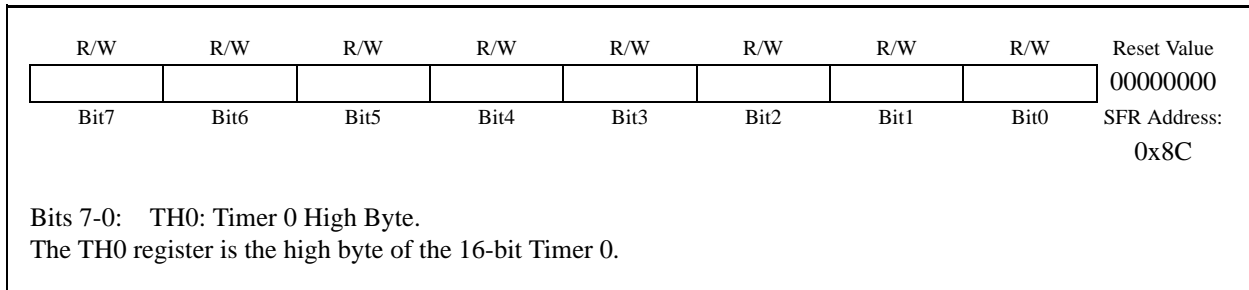 R/W R/W R/W R/W R/W R/W R/W R/W Reset Value
00000000
Bit7 Bit6 Bit5 Bit4 Bit3 Bit2 Bit1 Bit0 SFR Address:
0x8C
Bits 7-0: TH0: Timer 0 High Byte.
The TH0 register is the high byte of the 16-bit Timer 0.